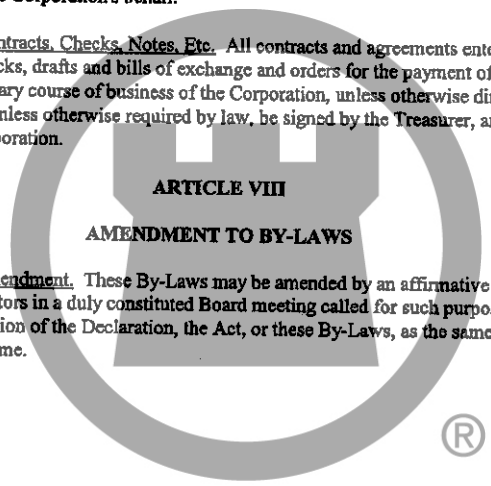 Corporation's behalf.
ntracts, Checks, Notes, Etc. All contracts and agreements ente
cks, drafts and bills of exchange and orders for the payment of
ary course of business of the Corporation, unless otherwise di
nless otherwise required by law, be signed by the Treasurer, a
poration.
ARTICLE VIII
AMENDMENT TO BY-LAWS
endment. These By-Laws may be amended by an affirmative
tors in a duly constituted Board meeting called for such purpo
tion of the Declaration, the Act, or these By-Laws, as the same
me.
®